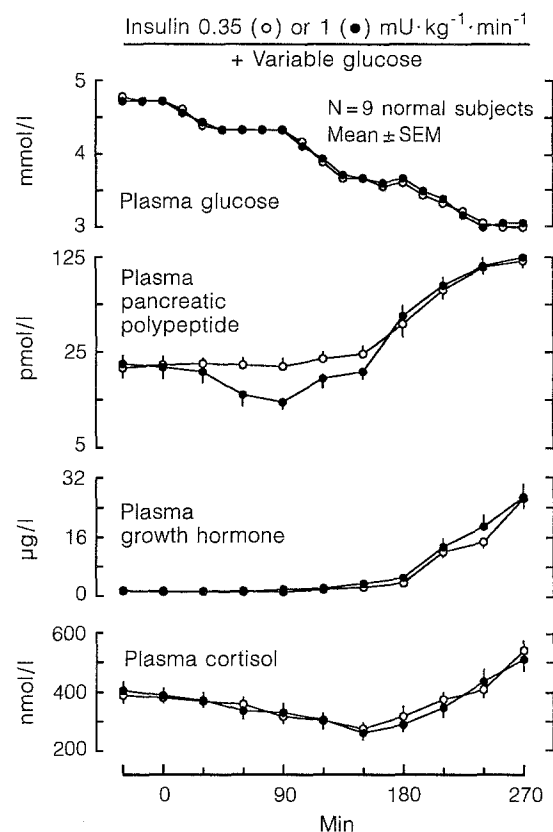 Insulin 0.35 (○) or 1 (●) mU·kg⁻¹·min⁻¹
+ Variable glucose
N = 9 normal subjects
Mean ± SEM
5
4
3
mmol/l
Plasma glucose
125
25
5
pmol/l
Plasma
pancreatic
polypeptide
32
16
0
µg/l
Plasma
growth hormone
600
400
200
nmol/l
Plasma cortisol
0 90 180 270
Min